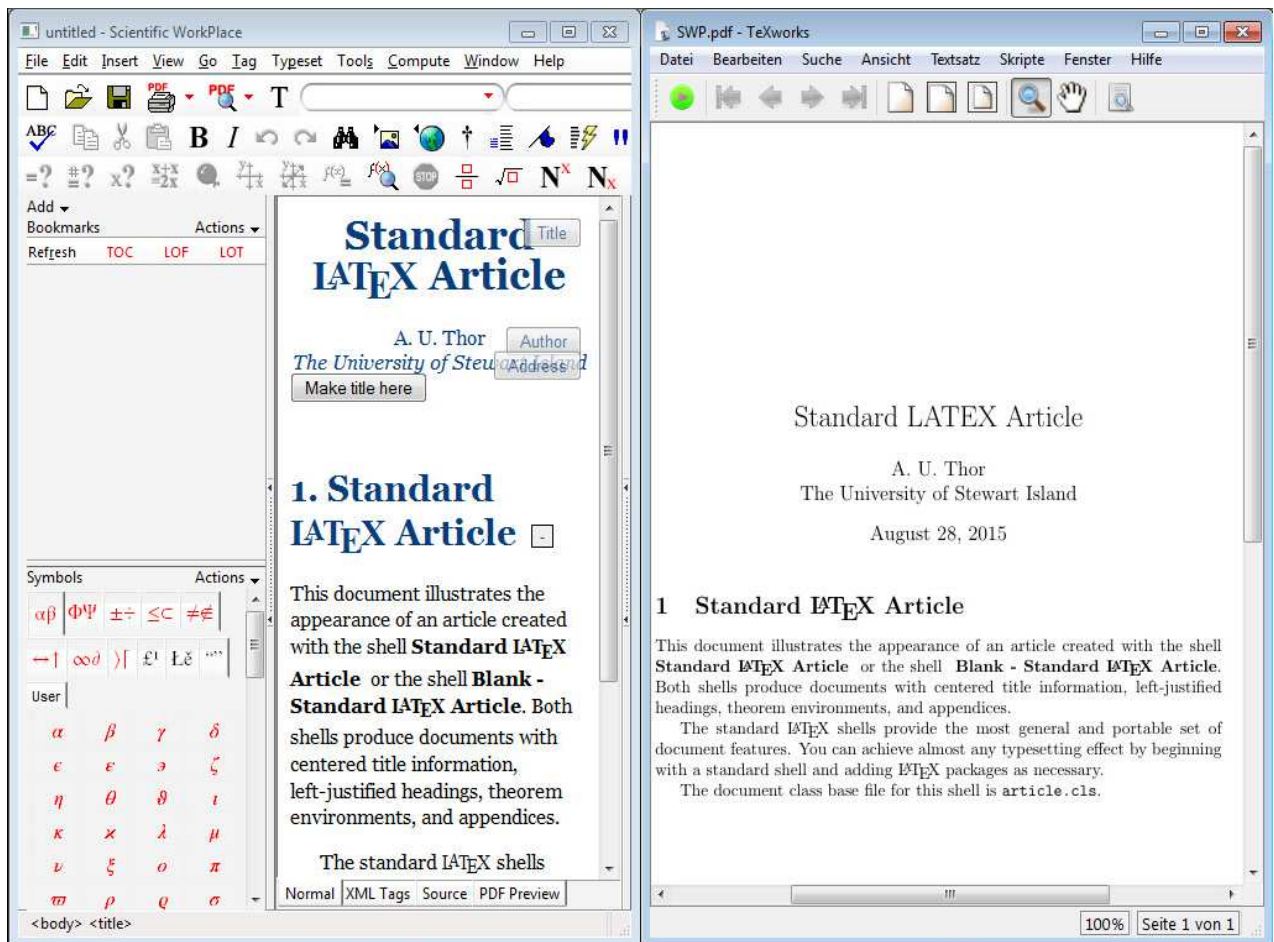 untitled - Scientific WorkPlace
File Edit Insert View Go Tag Typeset Tools Compute Window Help
PDF PDF T
ABC B I †
=? #=? x? x+x =2x f(x) STOP √ N^X N_X
Add
Bookmarks Actions
Refresh TOC LOF LOT
Symbols Actions
αβ ΦΨ ±÷ ≤⊂ ≠∉
↔↑ ∞∂ )⌈ £¹ Łě “”
User
α β γ δ
ϵ ε э ζ
η θ ϑ ι
κ ϰ λ μ
ν ξ ο π
ϖ ρ ϱ σ
<body> <title>
Standard
LATEX Article
Title
A. U. Thor
Author
The University of Stewart Island
Address
Make title here
1. Standard
LATEX Article -
This document illustrates the
appearance of an article created
with the shell Standard LATEX
Article or the shell Blank -
Standard LATEX Article. Both
shells produce documents with
centered title information,
left-justified headings, theorem
environments, and appendices.
The standard LATEX shells
Normal XML Tags Source PDF Preview
SWP.pdf - TeXworks
Datei Bearbeiten Suche Ansicht Textsatz Skripte Fenster Hilfe
Standard LATEX Article
A. U. Thor
The University of Stewart Island
August 28, 2015
1 Standard LATEX Article
This document illustrates the appearance of an article created with the shell
Standard LATEX Article or the shell Blank - Standard LATEX Article.
Both shells produce documents with centered title information, left-justified
headings, theorem environments, and appendices.
The standard LATEX shells provide the most general and portable set of
document features. You can achieve almost any typesetting effect by beginning
with a standard shell and adding LATEX packages as necessary.
The document class base file for this shell is article.cls.
100% Seite 1 von 1